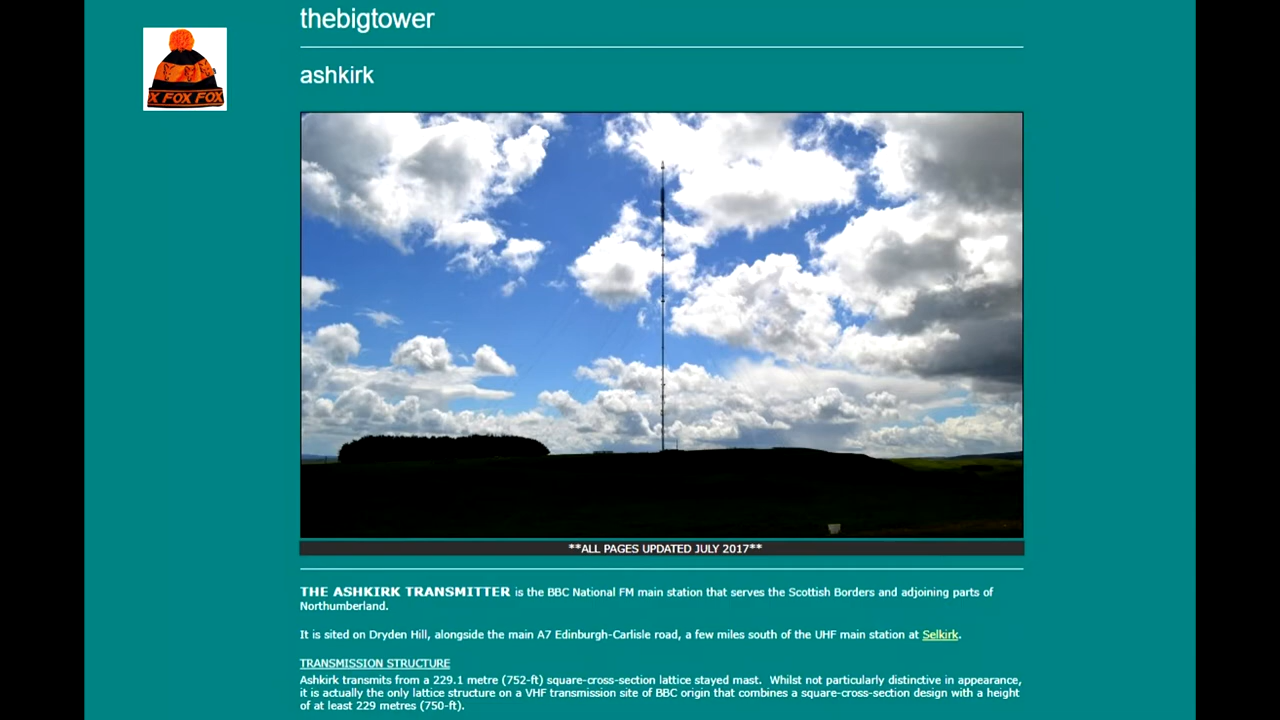 thebigtower
X FOX FOX
ashkirk
**ALL PAGES UPDATED JULY 2017**
THE ASHKIRK TRANSMITTER is the BBC National FM main station that serves the Scottish Borders and adjoining parts of
Northumberland.
It is sited on Dryden Hill, alongside the main A7 Edinburgh-Carlisle road, a few miles south of the UHF main station at Selkirk.
TRANSMISSION STRUCTURE
Ashkirk transmits from a 229.1 metre (752-ft) square-cross-section lattice stayed mast.  Whilst not particularly distinctive in appearance,
it is actually the only lattice structure on a VHF transmission site of BBC origin that combines a square-cross-section design with a height
of at least 229 metres (750-ft).